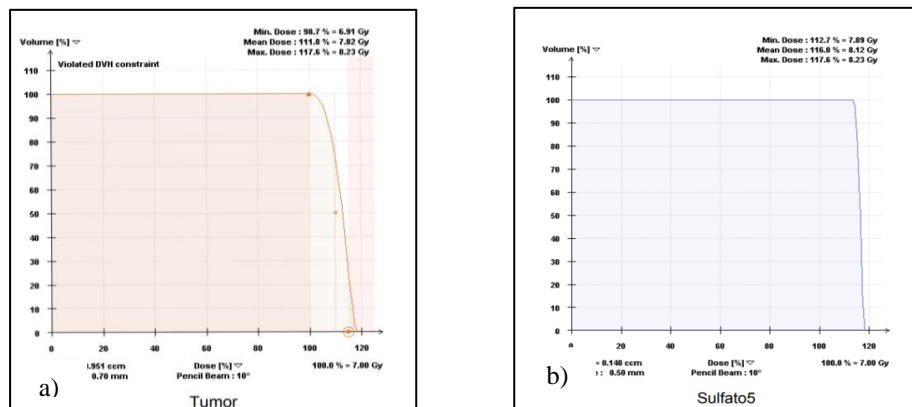 Min. Dose : 98.7 % = 6.91 Gy
Mean Dose : 111.8 % = 7.82 Gy
Max. Dose : 117.6 % = 8.23 Gy
Volume [%]
Violated DVH constraint
110
100
90
80
70
60
50
40
30
20
10
0
0 20 40 60 80 100 120
.951 ccm Dose [%] 100.0 % = 7.00 Gy
0.70 mm Pencil Beam : 10°
a)
Tumor
Min. Dose : 112.7 % = 7.89 Gy
Mean Dose : 116.0 % = 8.12 Gy
Max. Dose : 117.6 % = 8.23 Gy
Volume [%]
110
100
90
80
70
60
50
40
30
20
10
0
20 40 60 80 100 120
= 0.148 ccm Dose [%] 100.0 % = 7.00 Gy
: 0.50 mm Pencil Beam : 10°
b)
Sulfato5